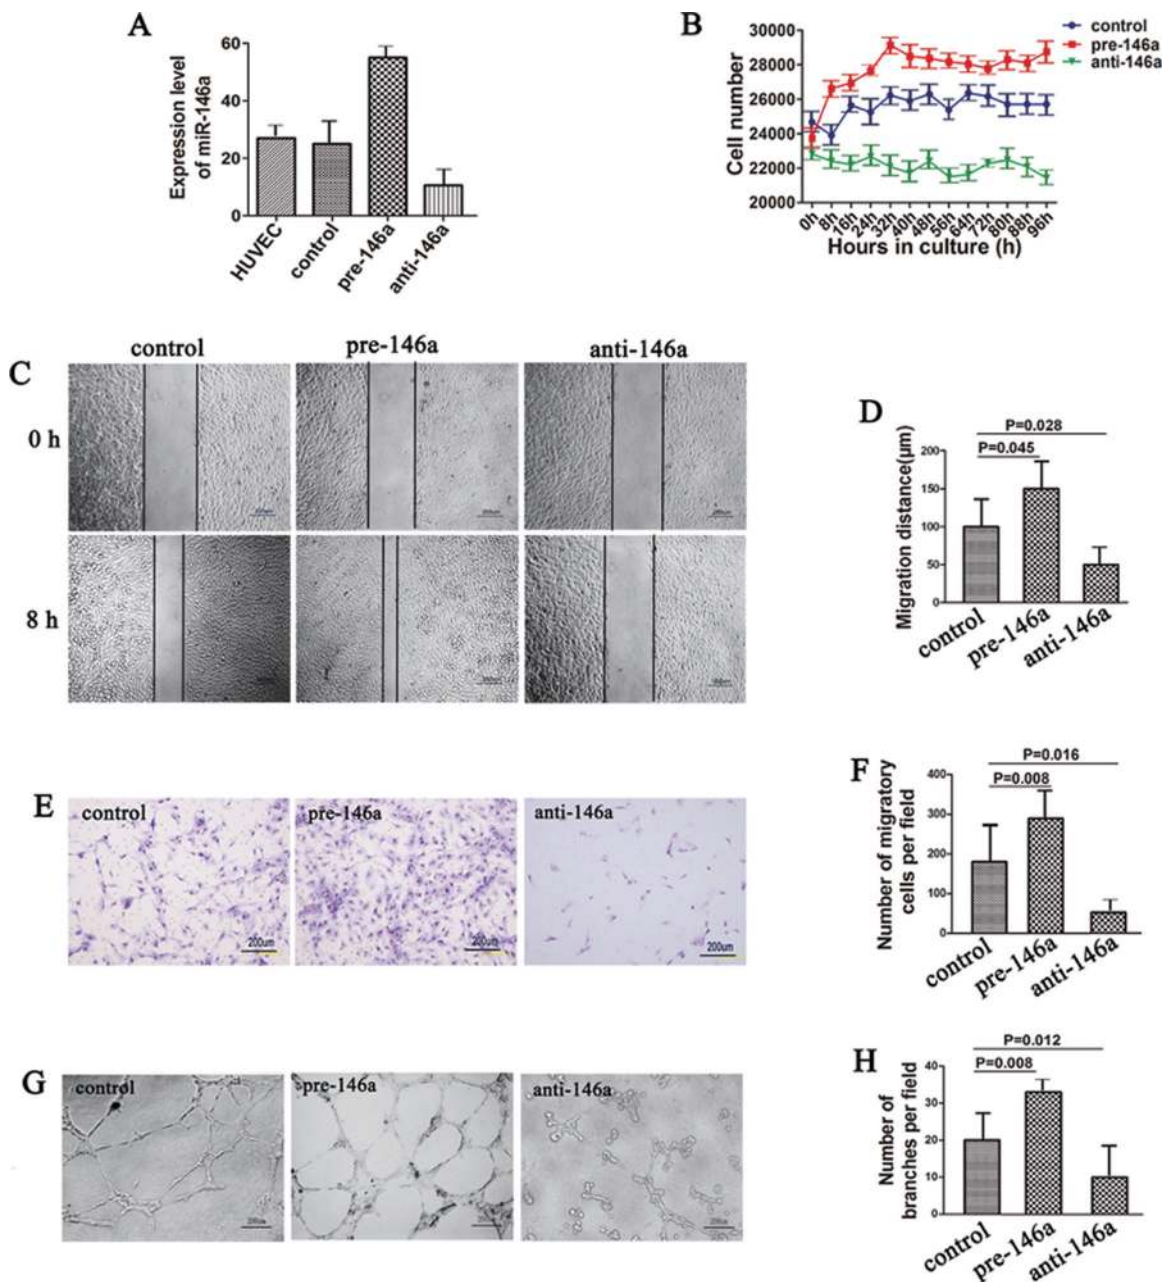 A
Expression level
of miR-146a
60
40
20
0
HUVEC
control
pre-146a
anti-146a
B
Cell number
30000
28000
26000
24000
22000
20000
control
pre-146a
anti-146a
0h
8h
16h
24h
32h
40h
48h
56h
64h
72h
80h
88h
96h
Hours in culture (h)
C
control
pre-146a
anti-146a
0 h
8 h
D
P=0.028
P=0.045
Migration distance(μm)
200
150
100
50
0
control
pre-146a
anti-146a
E
control
200um
pre-146a
200um
anti-146a
200um
F
P=0.016
P=0.008
Number of migratory
cells per field
400
300
200
100
0
control
pre-146a
anti-146a
G
control
pre-146a
anti-146a
H
P=0.012
P=0.008
Number of
branches per field
40
30
20
10
0
control
pre-146a
anti-146a